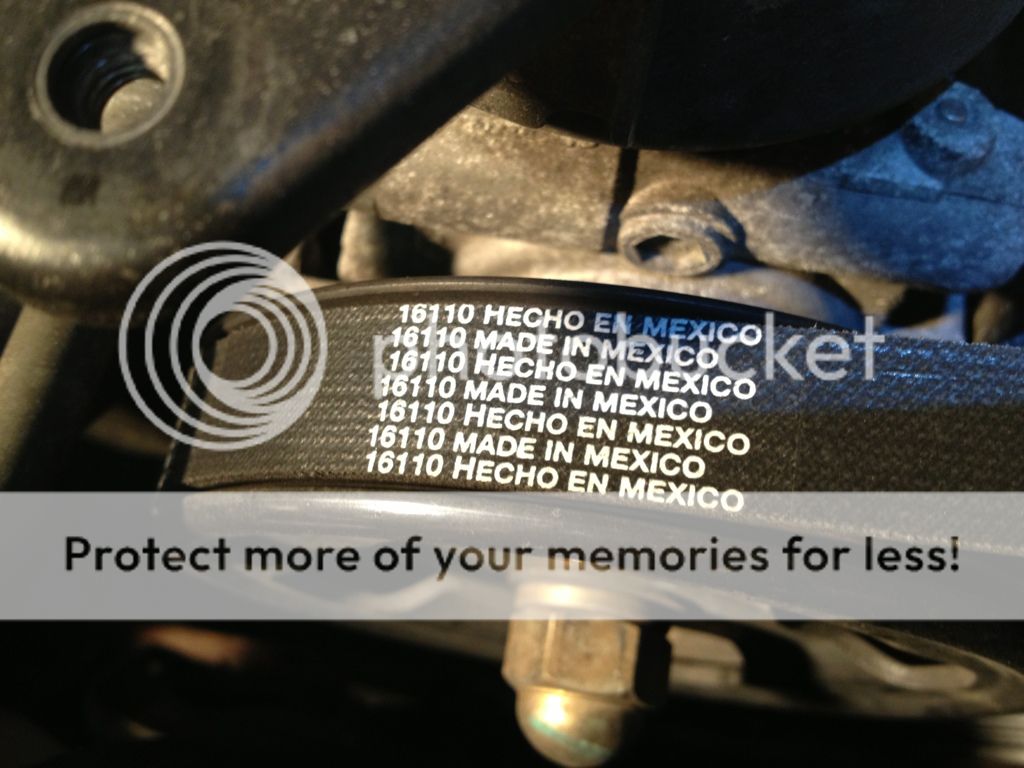 16110 HECHO EN MEXICO
16110 MADE IN MEXICO
16110 HECHO EN MEXICO
16110 MADE IN MEXICO
16110 HECHO EN MEXICO
16110 MADE IN MEXICO
16110 HECHO EN MEXICO
photobucket
Protect more of your memories for less!